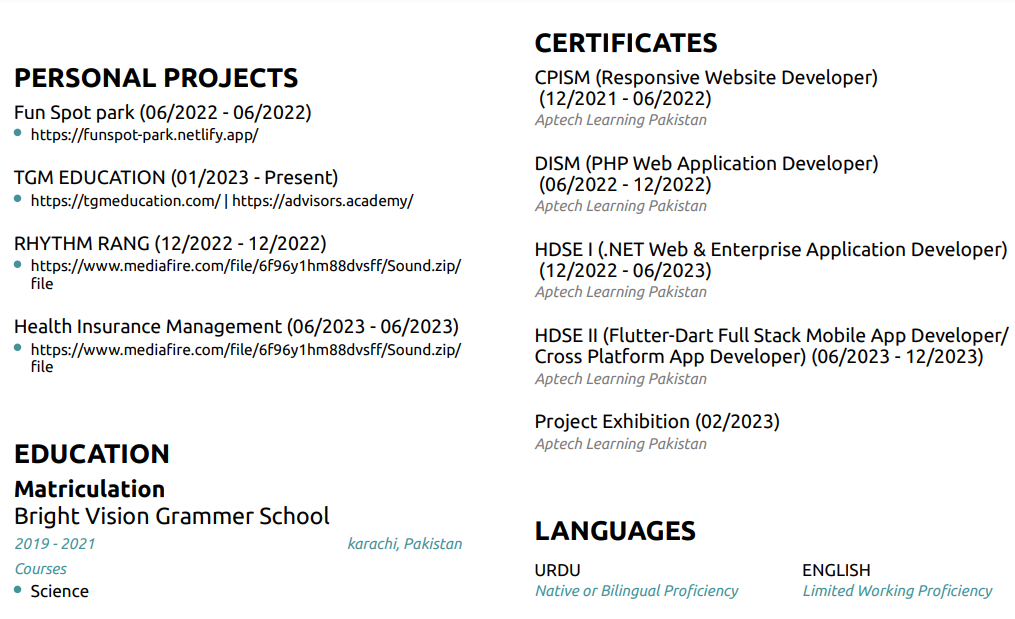 PERSONAL PROJECTS
Fun Spot park (06/2022 - 06/2022)
https://funspot-park.netlify.app/
TGM EDUCATION (01/2023 - Present)
https://tgmeducation.com/ | https://advisors.academy/
RHYTHM RANG (12/2022 - 12/2022)
https://www.mediafire.com/file/6f96y1hm88dvsff/Sound.zip/
file
Health Insurance Management (06/2023 - 06/2023)
https://www.mediafire.com/file/6f96y1hm88dvsff/Sound.zip/
file
EDUCATION
Matriculation
Bright Vision Grammer School
2019 - 2021 karachi, Pakistan
Courses
Science
CERTIFICATES
CPISM (Responsive Website Developer)
(12/2021 - 06/2022)
Aptech Learning Pakistan
DISM (PHP Web Application Developer)
(06/2022 - 12/2022)
Aptech Learning Pakistan
HDSE I (.NET Web & Enterprise Application Developer)
(12/2022 - 06/2023)
Aptech Learning Pakistan
HDSE II (Flutter-Dart Full Stack Mobile App Developer/
Cross Platform App Developer) (06/2023 - 12/2023)
Aptech Learning Pakistan
Project Exhibition (02/2023)
Aptech Learning Pakistan
LANGUAGES
URDU ENGLISH
Native or Bilingual Proficiency Limited Working Proficiency